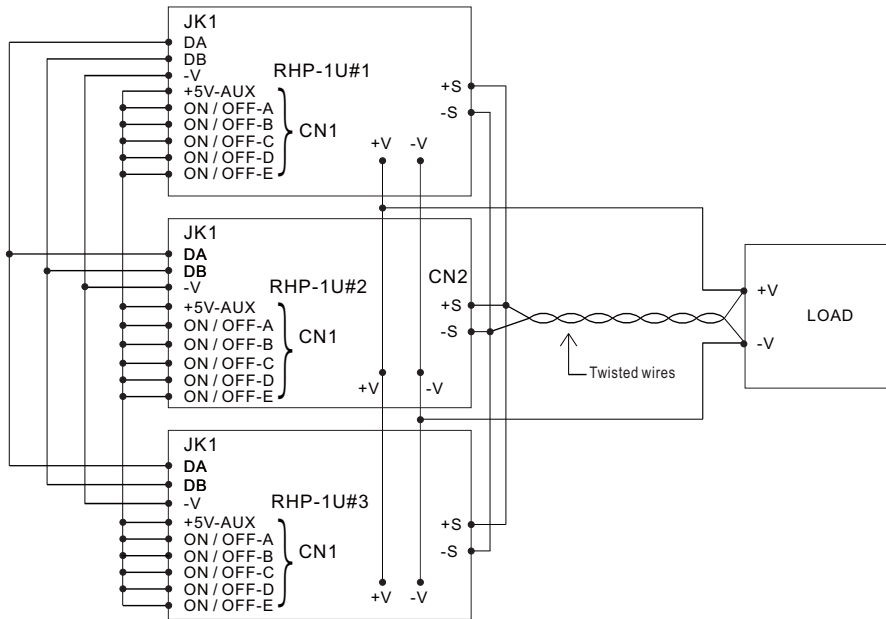 JK1
DA
DB
-V
RHP-1U#1
+5V-AUX
ON / OFF-A
ON / OFF-B
ON / OFF-C
ON / OFF-D
ON / OFF-E
CN1
+V
-V
+S
-S
JK1
DA
DB
-V
RHP-1U#2
+5V-AUX
ON / OFF-A
ON / OFF-B
ON / OFF-C
ON / OFF-D
ON / OFF-E
CN1
CN2
+S
-S
+V
-V
Twisted wires
+V
LOAD
-V
JK1
DA
DB
-V
RHP-1U#3
+5V-AUX
ON / OFF-A
ON / OFF-B
ON / OFF-C
ON / OFF-D
ON / OFF-E
CN1
+S
-S
+V
-V